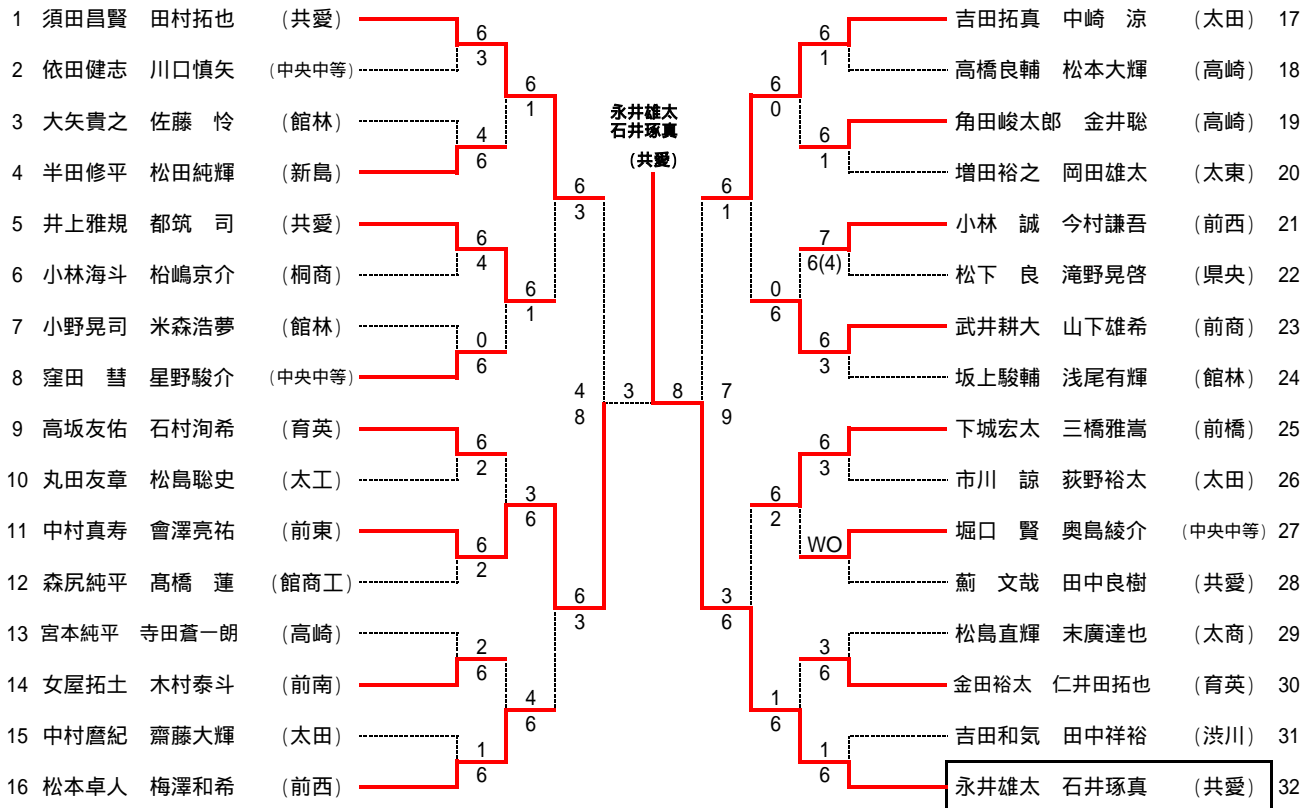 1 須田昌賢 田村拓也 (共愛)
2 依田健志 川口慎矢 (中央中等)
3 大矢貴之 佐藤 怜 (館林)
4 半田修平 松田純輝 (新島)
5 井上雅規 都筑 司 (共愛)
6 小林海斗 柗嶋京介 (桐商)
7 小野晃司 米森浩夢 (館林)
8 窪田 彗 星野駿介 (中央中等)
9 高坂友佑 石村洵希 (育英)
10 丸田友章 松島聡史 (太工)
11 中村真寿 會澤亮祐 (前東)
12 森尻純平 髙橋 蓮 (館商工)
13 宮本純平 寺田蒼一朗 (高崎)
14 女屋拓土 木村泰斗 (前南)
15 中村暦紀 齋藤大輝 (太田)
16 松本卓人 梅澤和希 (前西)
6
3
4
6
6
4
0
6
6
2
6
2
2
6
1
6
6
1
6
1
3
6
4
6
6
3
6
3
4
8
永井雄太
石井琢真
(共愛)
3 8
7
9
6
1
3
6
6
0
0
6
6
2
1
6
6
1
6
1
7
6(4)
6
3
6
3
WO
3
6
1
6
吉田拓真 中崎 涼 (太田) 17
高橋良輔 松本大輝 (高崎) 18
角田峻太郎 金井聡 (高崎) 19
増田裕之 岡田雄太 (太東) 20
小林 誠 今村謙吾 (前西) 21
松下 良 滝野晃啓 (県央) 22
武井耕大 山下雄希 (前商) 23
坂上駿輔 浅尾有輝 (館林) 24
下城宏太 三橋雅嵩 (前橋) 25
市川 諒 荻野裕太 (太田) 26
堀口 賢 奥島綾介 (中央中等) 27
薊 文哉 田中良樹 (共愛) 28
松島直輝 末廣達也 (太商) 29
金田裕太 仁井田拓也 (育英) 30
吉田和気 田中祥裕 (渋川) 31
永井雄太 石井琢真 (共愛) 32